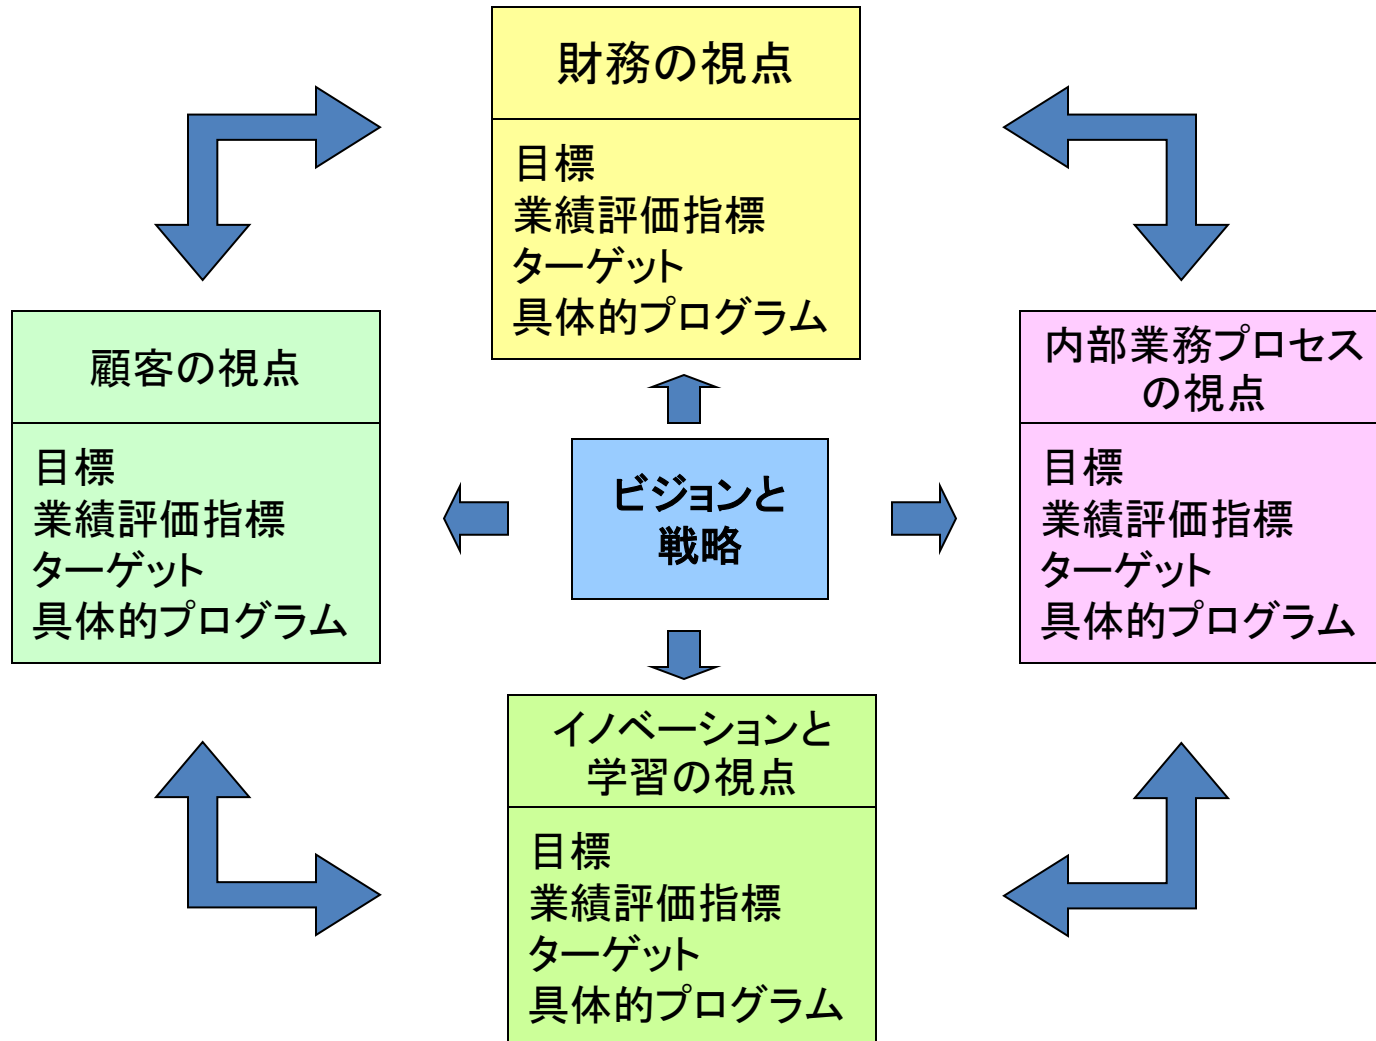 財務の視点
目標
業績評価指標
ターゲット
具体的プログラム
顧客の視点
目標
業績評価指標
ターゲット
具体的プログラム
ビジョンと
戦略
内部業務プロセス
の視点
目標
業績評価指標
ターゲット
具体的プログラム
イノベーションと
学習の視点
目標
業績評価指標
ターゲット
具体的プログラム